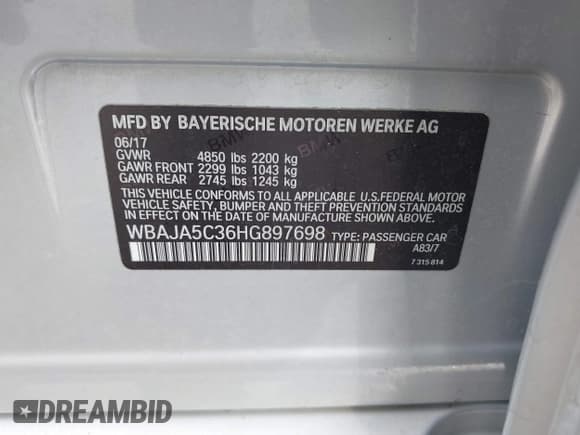 MFD BY BAYERISCHE MOTOREN WERKE AG
06/17
GVWR 4850 lbs 2200 kg
GAWR FRONT 2299 lbs 1043 kg
GAWR REAR 2745 lbs 1245 kg
THIS VEHICLE CONFORMS TO ALL APPLICABLE U.S.FEDERAL MOTOR
VEHICLE SAFETY, BUMPER AND THEFT PREVENTION STANDARDS
IN EFFECT ON THE DATE OF MANUFACTURE SHOWN ABOVE.
WBAJA5C36HG897698 TYPE: PASSENGER CAR
A83/7
7 315 814
DREAMBID